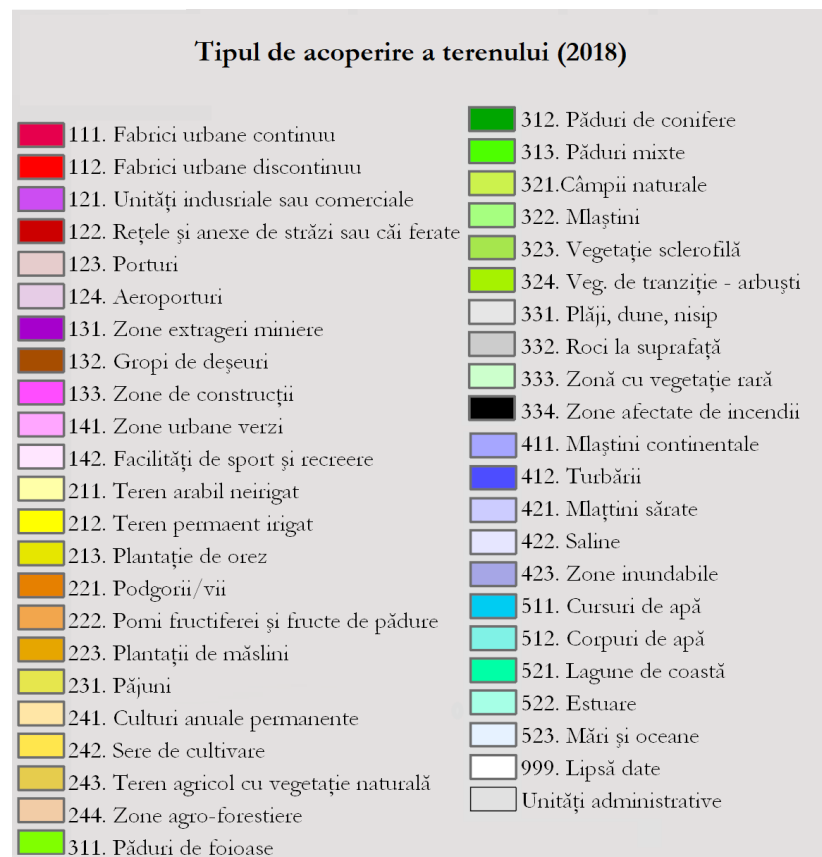 Tipul de acoperire a terenului (2018)
111. Fabrici urbane continuu
112. Fabrici urbane discontinuu
121. Unități indusriale sau comerciale
122. Rețele și anexe de străzi sau căi ferate
123. Porturi
124. Aeroporturi
131. Zone extrageri miniere
132. Gropi de deșeuri
133. Zone de construcții
141. Zone urbane verzi
142. Facilități de sport și recreere
211. Teren arabil neirigat
212. Teren permaent irigat
213. Plantație de orez
221. Podgorii/vii
222. Pomi fructiferei și fructe de pădure
223. Plantații de măslini
231. Păjuni
241. Culturi anuale permanente
242. Sere de cultivare
243. Teren agricol cu vegetație naturală
244. Zone agro-forestiere
311. Păduri de foioase
312. Păduri de conifere
313. Păduri mixte
321.Câmpii naturale
322. Mlaștini
323. Vegetație sclerofilă
324. Veg. de tranziție - arbuști
331. Plăji, dune, nisip
332. Roci la suprafață
333. Zonă cu vegetație rară
334. Zone afectate de incendii
411. Mlaștini continentale
412. Turbării
421. Mlațtini sărate
422. Saline
423. Zone inundabile
511. Cursuri de apă
512. Corpuri de apă
521. Lagune de coastă
522. Estuare
523. Mări și oceane
999. Lipsă date
Unități administrative